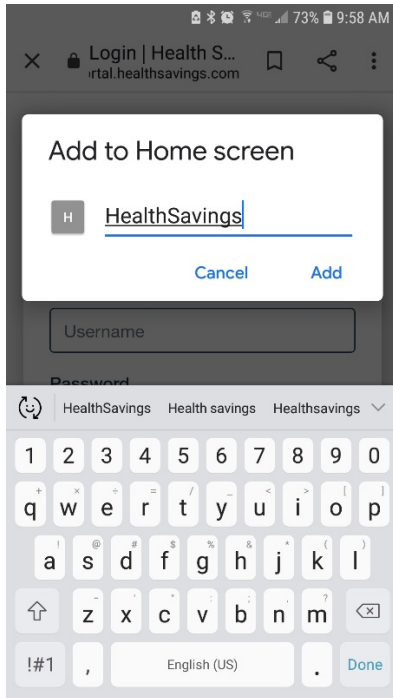 73% 9:58 AM
Login | Health S...
rtal.healthsavings.com
Add to Home screen
H
HealthSavings
Cancel Add
Username
Password
HealthSavings Health savings Healthsavings
1 2 3 4 5 6 7 8 9 0
+ × ÷ = / _ < > [ ]
q w e r t y u i o p
! @ # $ % & * ( )
a s d f g h j k l
- ' " : ; , ?
z x c v b n m
!#1 , English (US) . Done